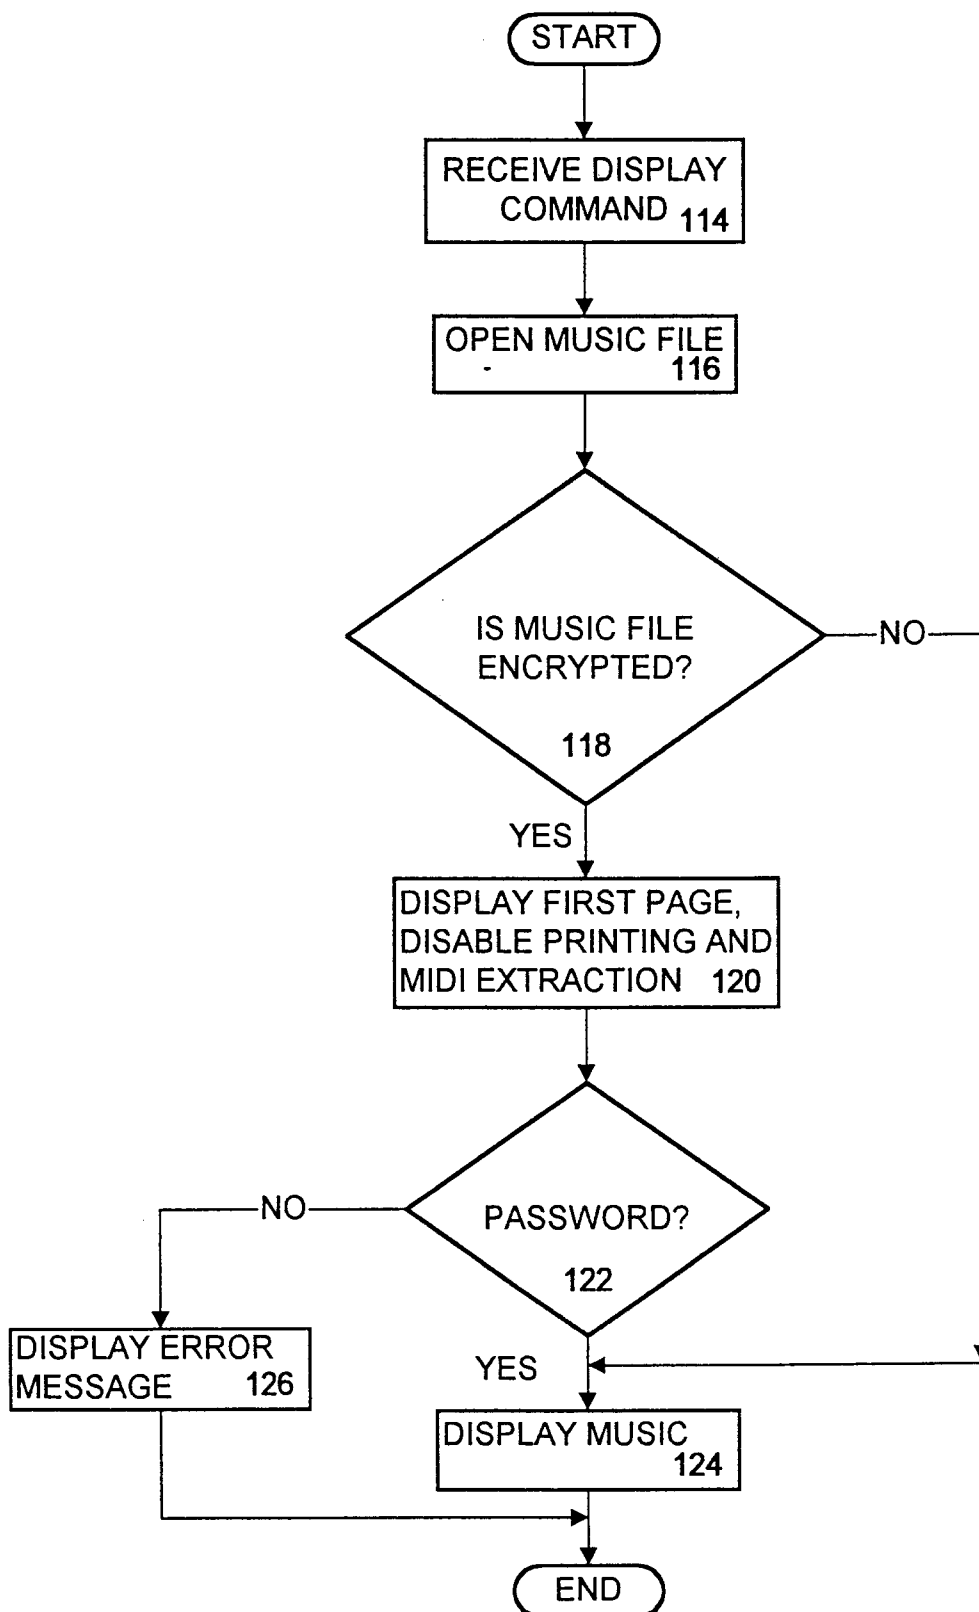 START
RECEIVE DISPLAY
COMMAND 114
OPEN MUSIC FILE
116
IS MUSIC FILE
ENCRYPTED?
118
NO
YES
DISPLAY FIRST PAGE,
DISABLE PRINTING AND
MIDI EXTRACTION 120
PASSWORD?
122
NO
YES
DISPLAY ERROR
MESSAGE 126
DISPLAY MUSIC
124
END